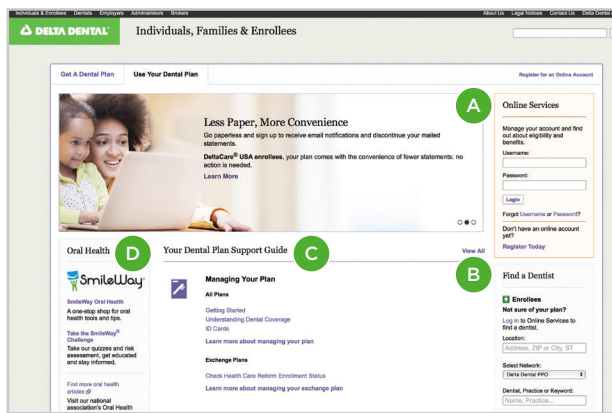 Individuals & Enrollees Dentists Employers Administrators Brokers
About Us Legal Notices Contact Us Delta Dental
DELTA DENTAL
Individuals, Families & Enrollees
Get A Dental Plan Use Your Dental Plan
Register for an Online Account
A
Less Paper, More Convenience
Go paperless and sign up to receive email notifications and discontinue your mailed
statements.
DeltaCare® USA enrollees, your plan comes with the convenience of fewer statements: no
action is needed.
Learn More
Online Services
Manage your account and find
out about eligibility and
benefits.
Username:
Password:
Login
Forgot Username or Password?
Don't have an online account
yet?
Register Today
D
Oral Health
SmileWay
SmileWay Oral Health
A one-stop shop for oral
health tools and tips.
Take the SmileWay®
Challenge
Take our quizzes and risk
assessment, get educated
and stay informed.
Find more oral health
articles
Visit our national
association's Oral Health
C
Your Dental Plan Support Guide
View All
Managing Your Plan
All Plans
Getting Started
Understanding Dental Coverage
ID Cards
Learn more about managing your plan
Exchange Plans
Check Health Care Reform Enrollment Status
Learn more about managing your exchange plan
B
Find a Dentist
Enrollees
Not sure of your plan?
Log in to Online Services to
find a dentist.
Location:
Address, ZIP or City, ST
Select Network:
Delta Dental PPO
Dentist, Practice or Keyword:
Name, Practice...